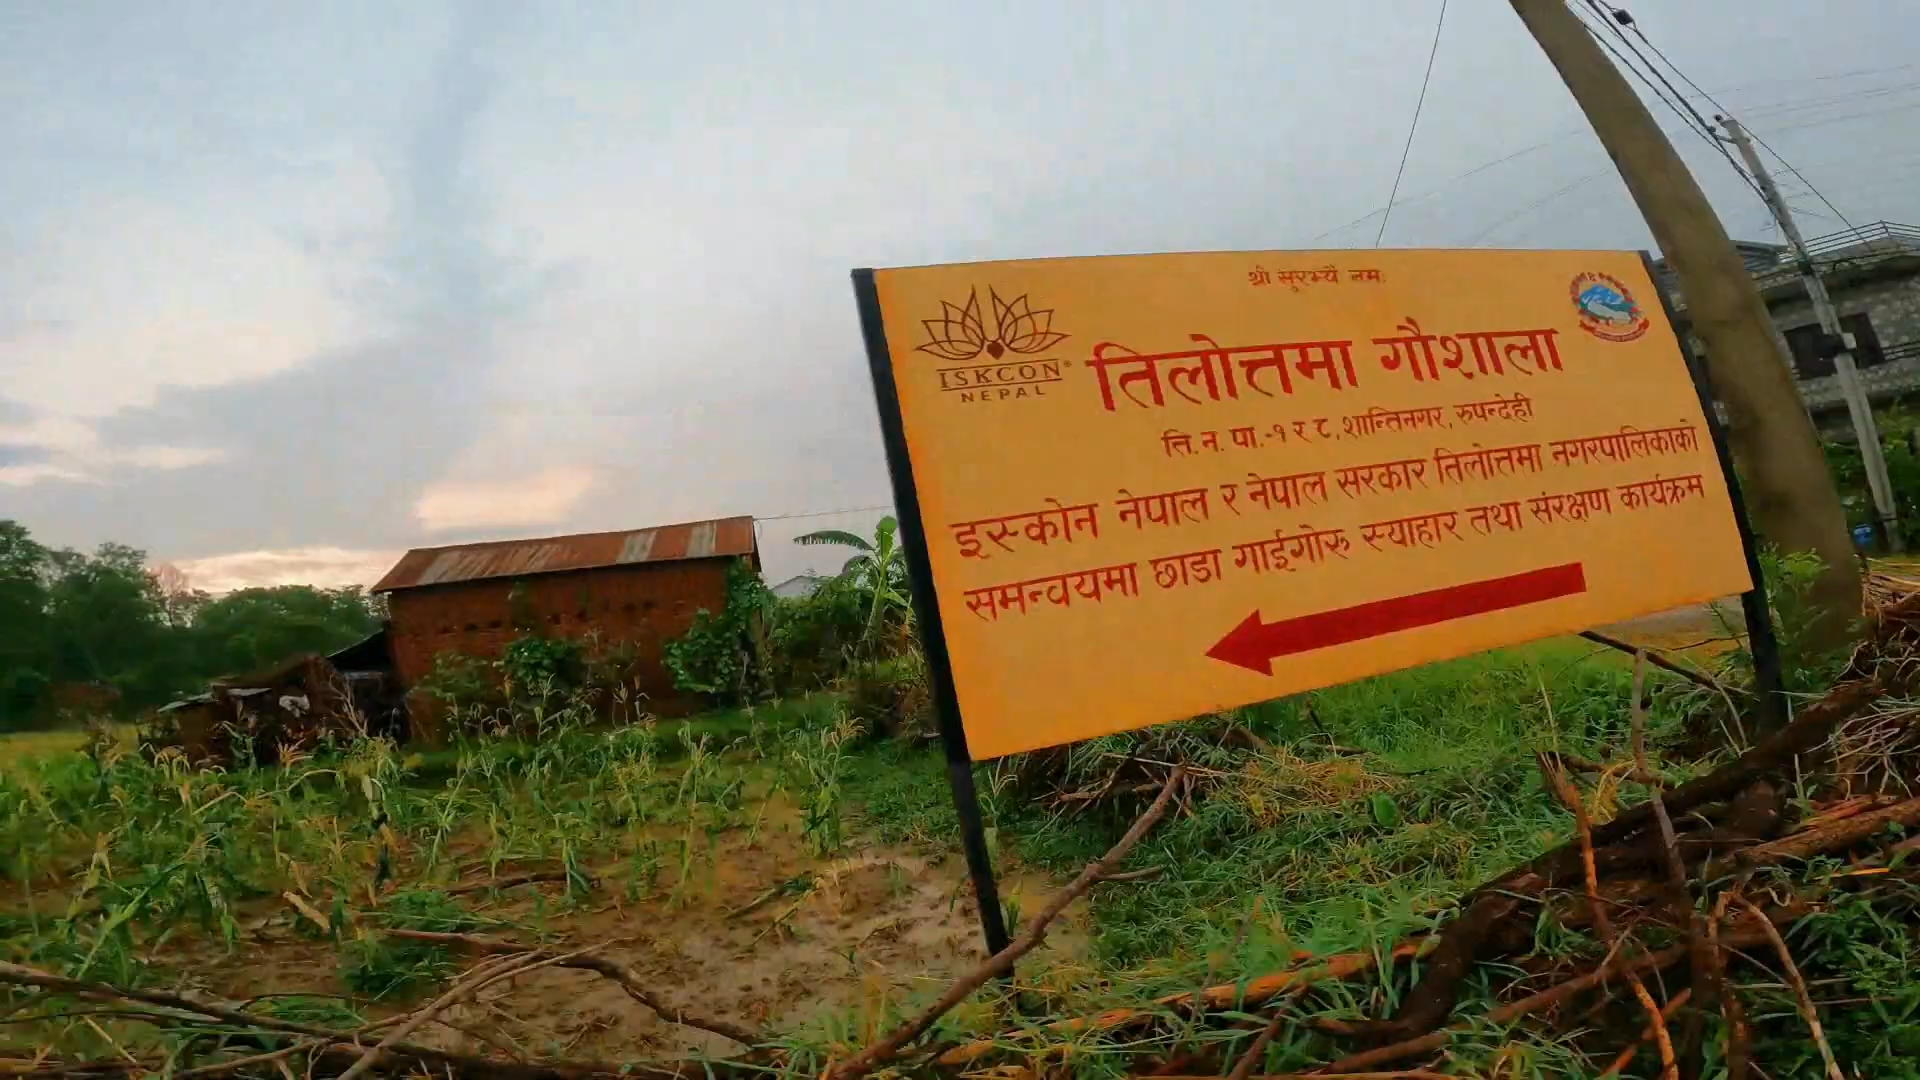 श्री सुरभ्यै नमः
ISKCON®
NEPAL
तिलोत्तमा गौशाला
ति. न. पा.-१ र ८, शान्तिनगर, रुपन्देही
इस्कोन नेपाल र नेपाल सरकार तिलोत्तमा नगरपालिकाको
समन्वयमा छाडा गाईगोरु स्याहार तथा संरक्षण कार्यक्रम